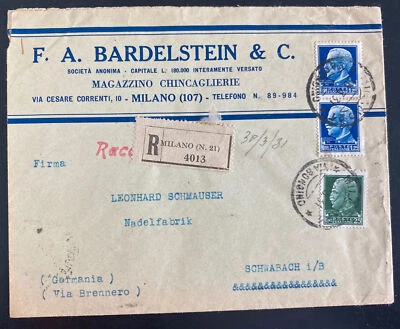 F. A. BARDELSTEIN & C.
SOCIETÀ ANONIMA - CAPITALE L. 180.000 INTERAMENTE VERSATO
MAGAZZINO CHINCAGLIERIE
VIA CESARE CORRENTI, 10 - MILANO (107) - TELEFONO N. 89-984
R
MILANO (N. 21)
4013
Firma
LEONHARD SCHMAUSER
Nadelfabrik
SCHWABACH i/B
&&&&&&&&&&&&&&&&
(Germania)
(Via Brennero)